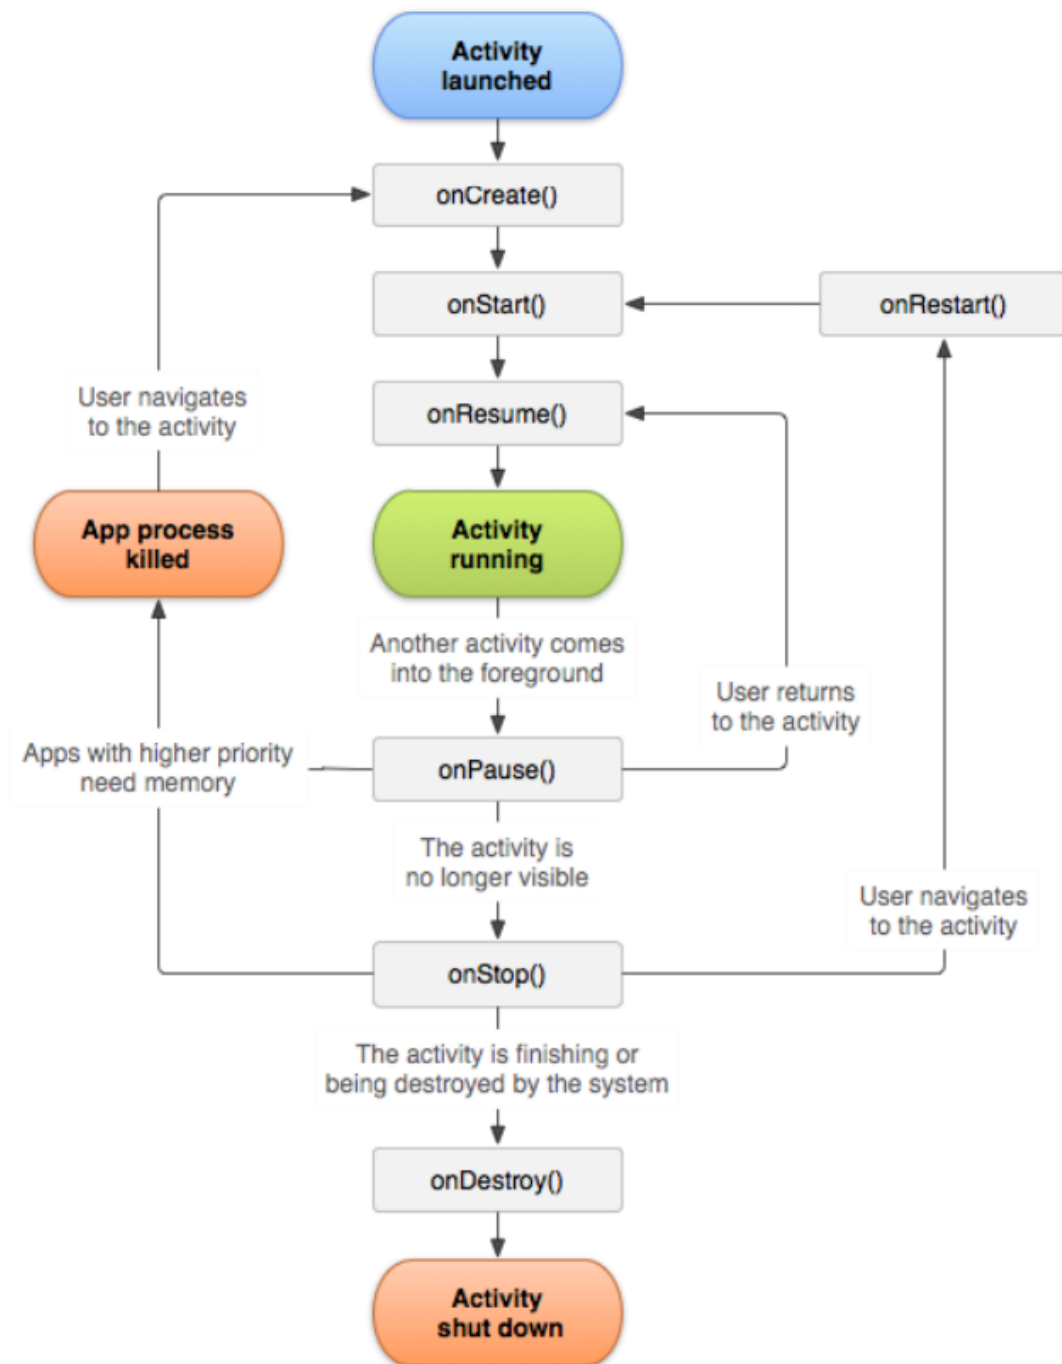 Activity
launched
onCreate()
onStart()
onRestart()
User navigates
to the activity
onResume()
App process
killed
Activity
running
Another activity comes
into the foreground
User returns
to the activity
Apps with higher priority
need memory
onPause()
The activity is
no longer visible
User navigates
to the activity
onStop()
The activity is finishing or
being destroyed by the system
onDestroy()
Activity
shut down